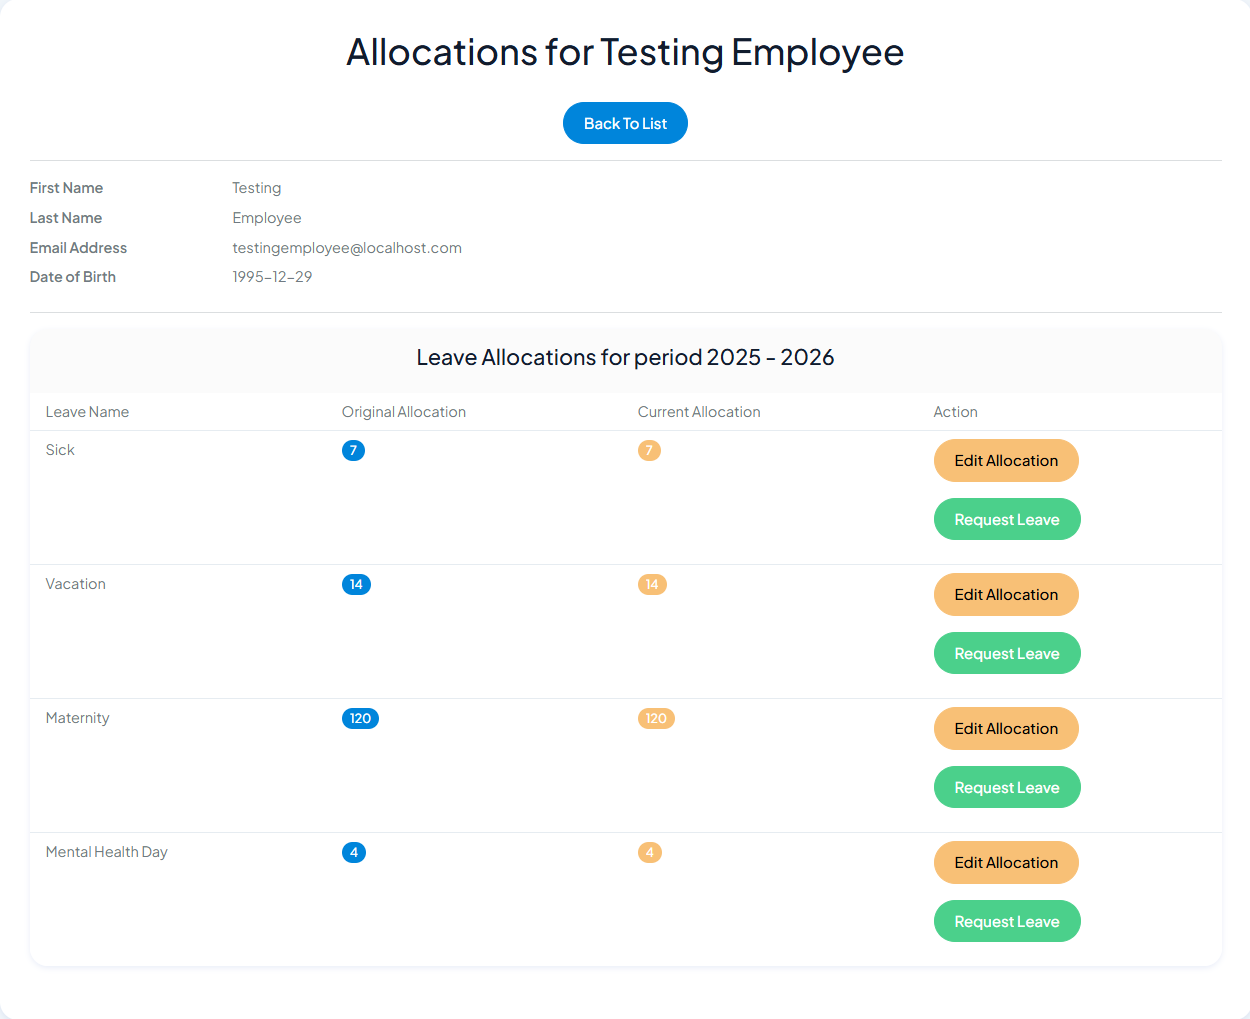 Allocations for Testing Employee
Back To List
First Name Testing
Last Name Employee
Email Address testingemployee@localhost.com
Date of Birth 1995-12-29
Leave Allocations for period 2025 - 2026
Leave Name Original Allocation Current Allocation Action
Sick 7 7 Edit Allocation
Request Leave
Vacation 14 14 Edit Allocation
Request Leave
Maternity 120 120 Edit Allocation
Request Leave
Mental Health Day 4 4 Edit Allocation
Request Leave